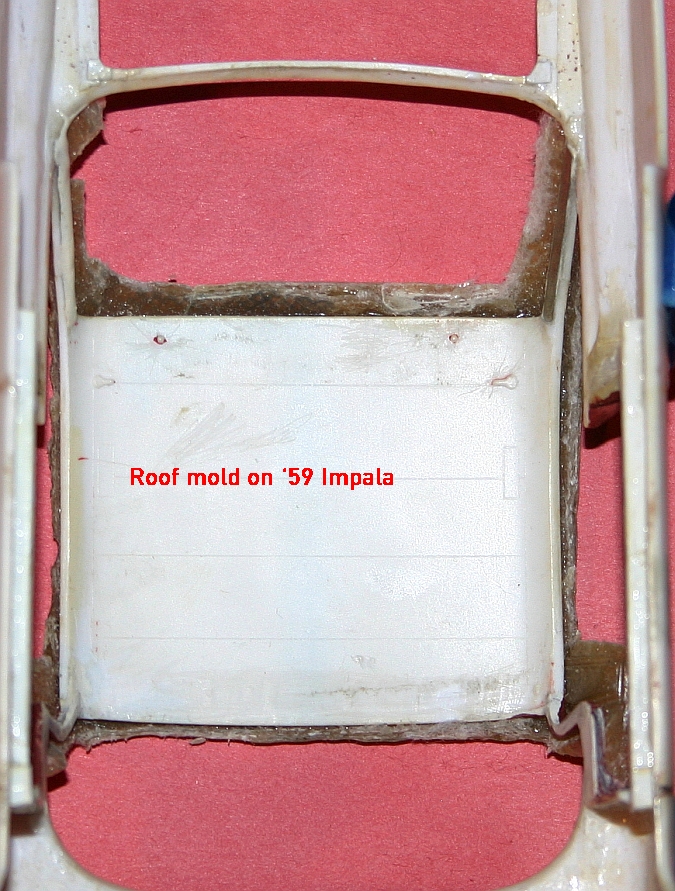 Roof mold on ‘59 Impala